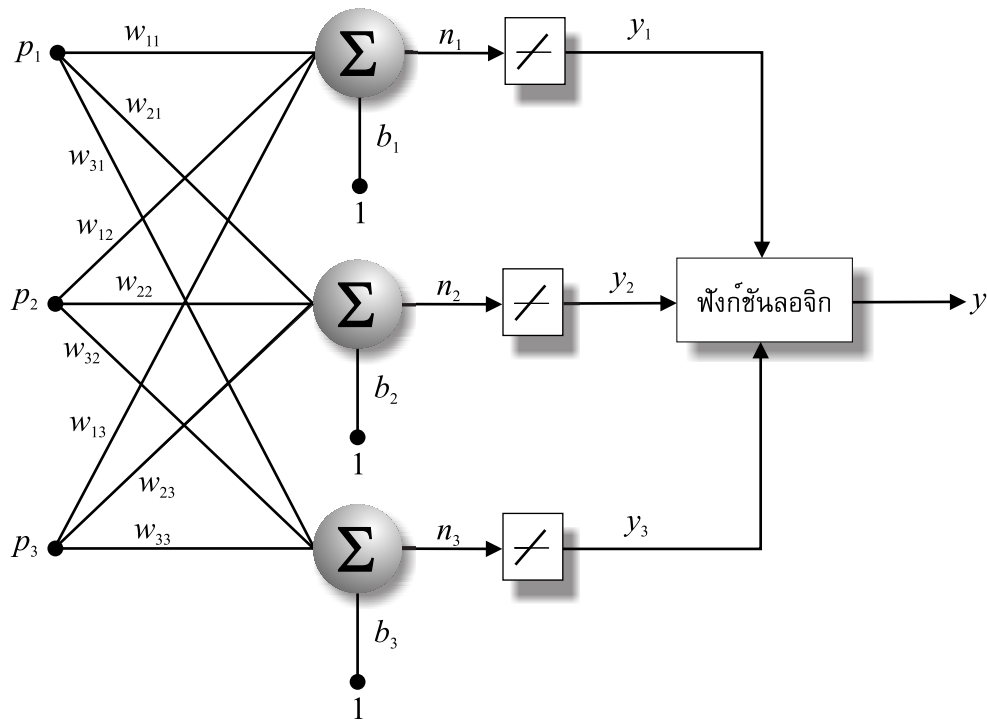 p₁ w₁₁ Σ n₁ y₁
w₂₁
w₃₁ b₁
1
w₁₂
p₂ w₂₂ Σ n₂ y₂ ฟังก์ชันลอจิก y
w₃₂
b₂
w₁₃
1
w₂₃
p₃ w₃₃ Σ n₃ y₃
b₃
1